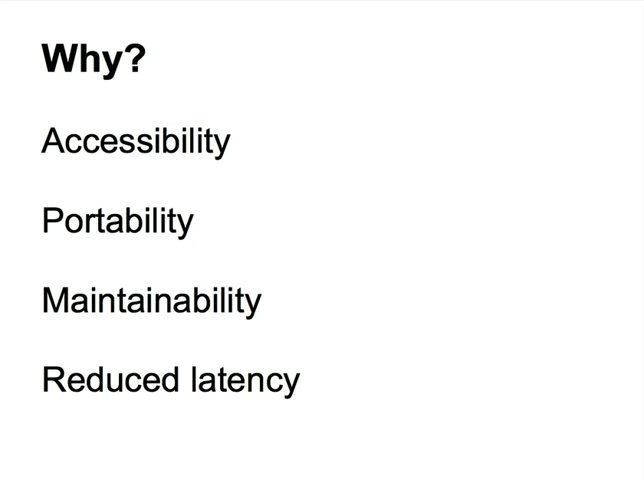 Why?
Accessibility
Portability
Maintainability
Reduced latency